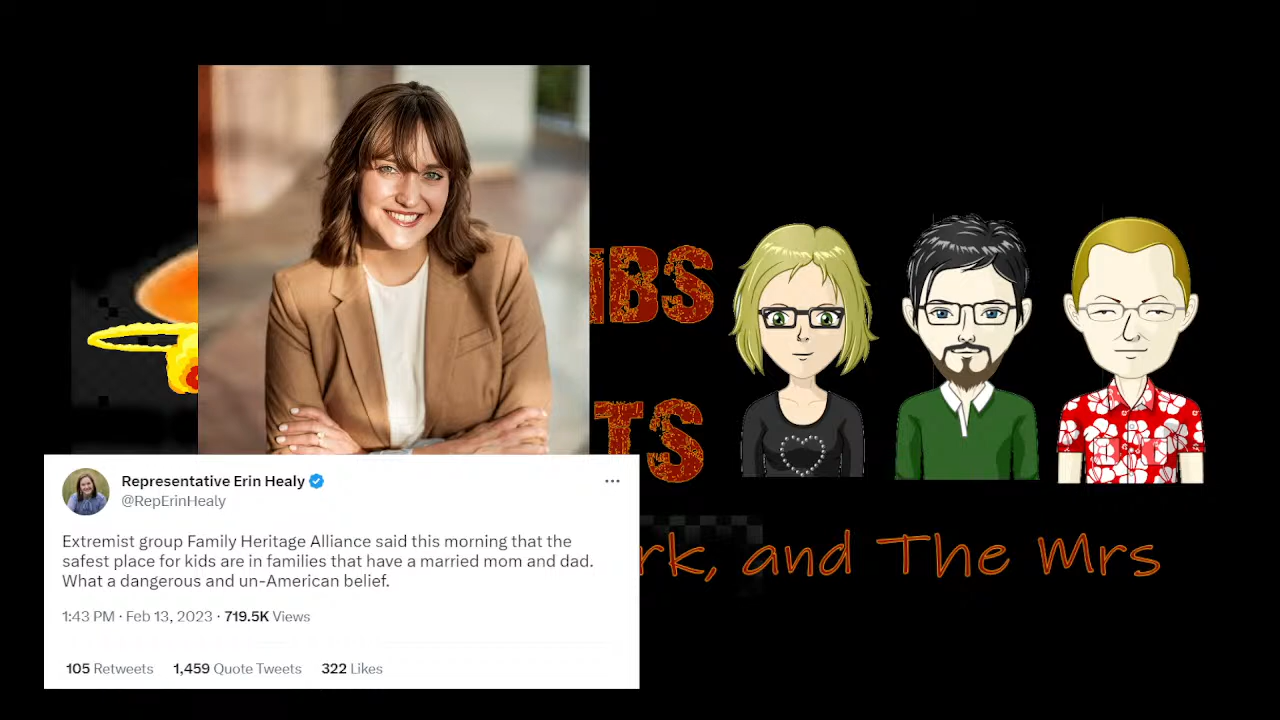 IBS
TS
rk, and The Mrs
Representative Erin Healy
@RepErinHealy
Extremist group Family Heritage Alliance said this morning that the
safest place for kids are in families that have a married mom and dad.
What a dangerous and un-American belief.
1:43 PM · Feb 13, 2023 · 719.5K Views
105 Retweets 1,459 Quote Tweets 322 Likes